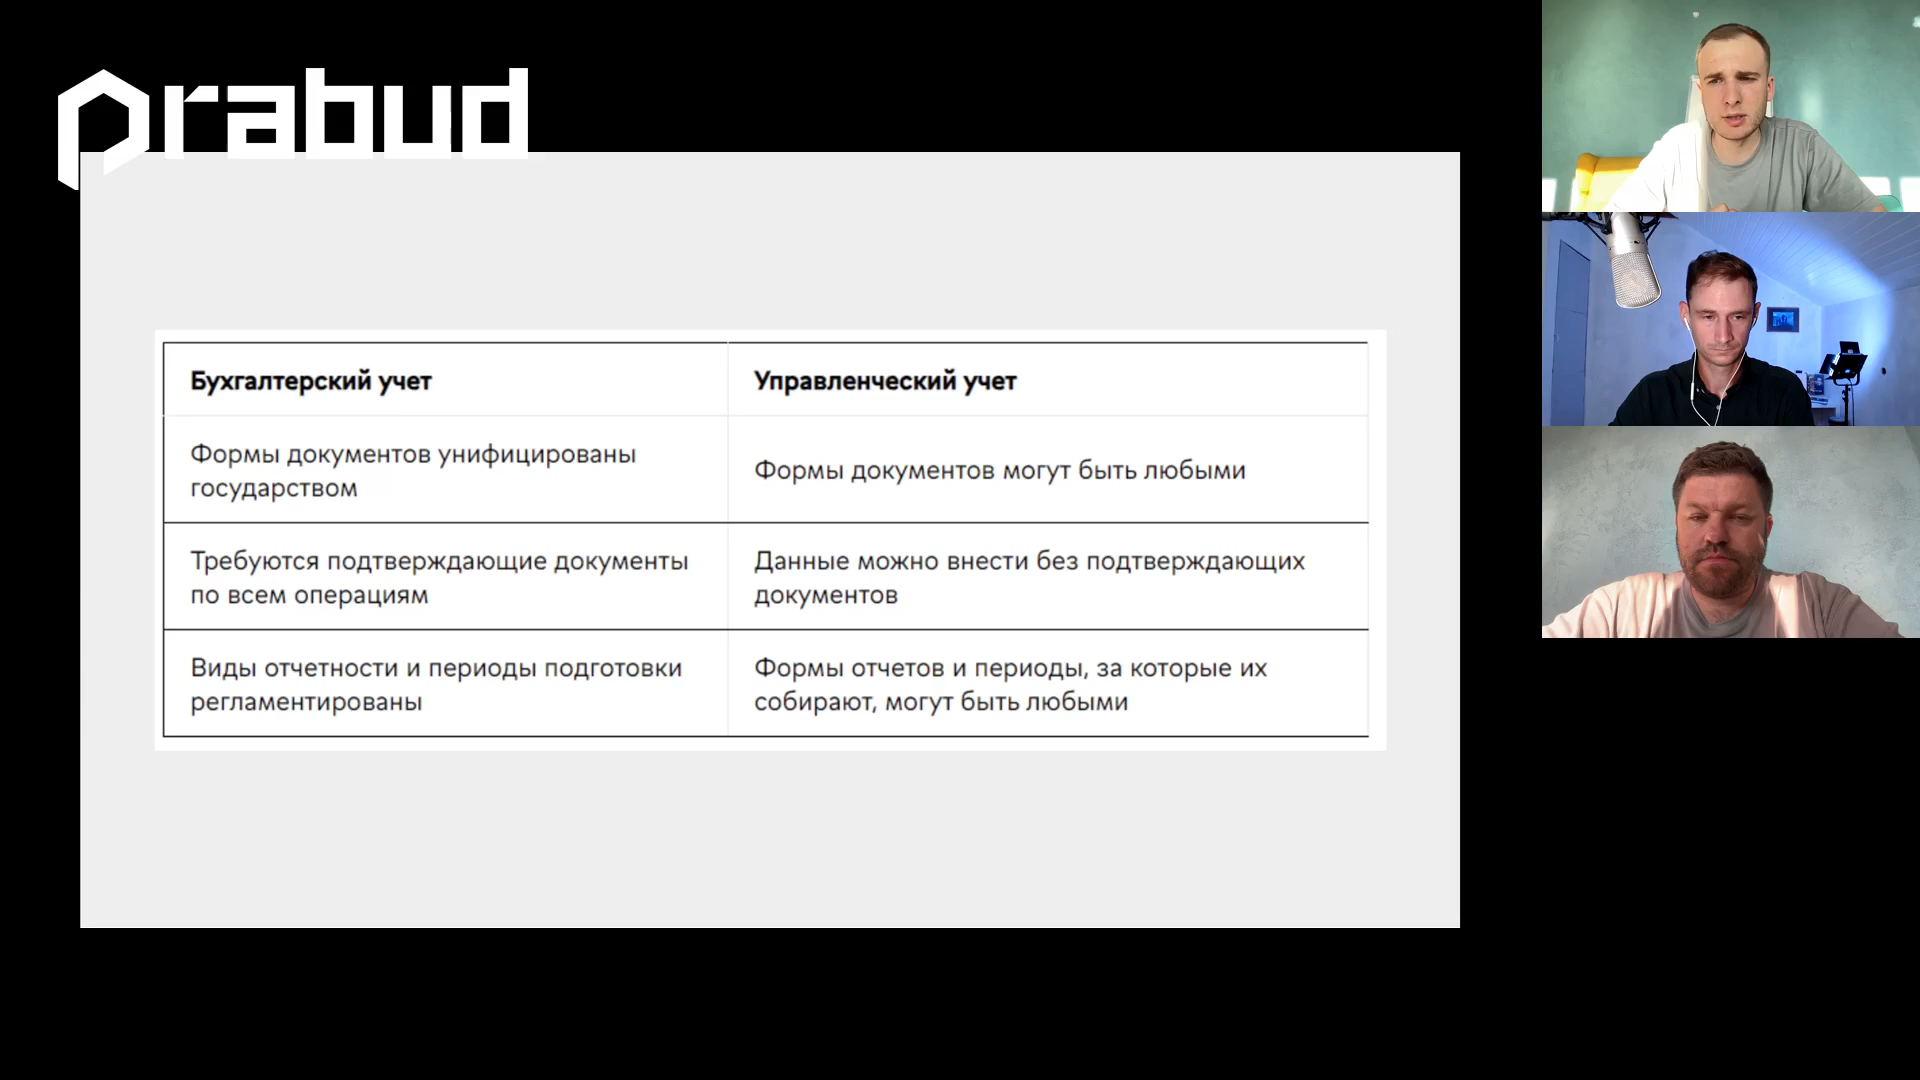 prabud
Бухгалтерский учет
Управленческий учет
Формы документов унифицированы
государством
Формы документов могут быть любыми
Требуются подтверждающие документы
по всем операциям
Данные можно внести без подтверждающих
документов
Виды отчетности и периоды подготовки
регламентированы
Формы отчетов и периоды, за которые их
собирают, могут быть любыми